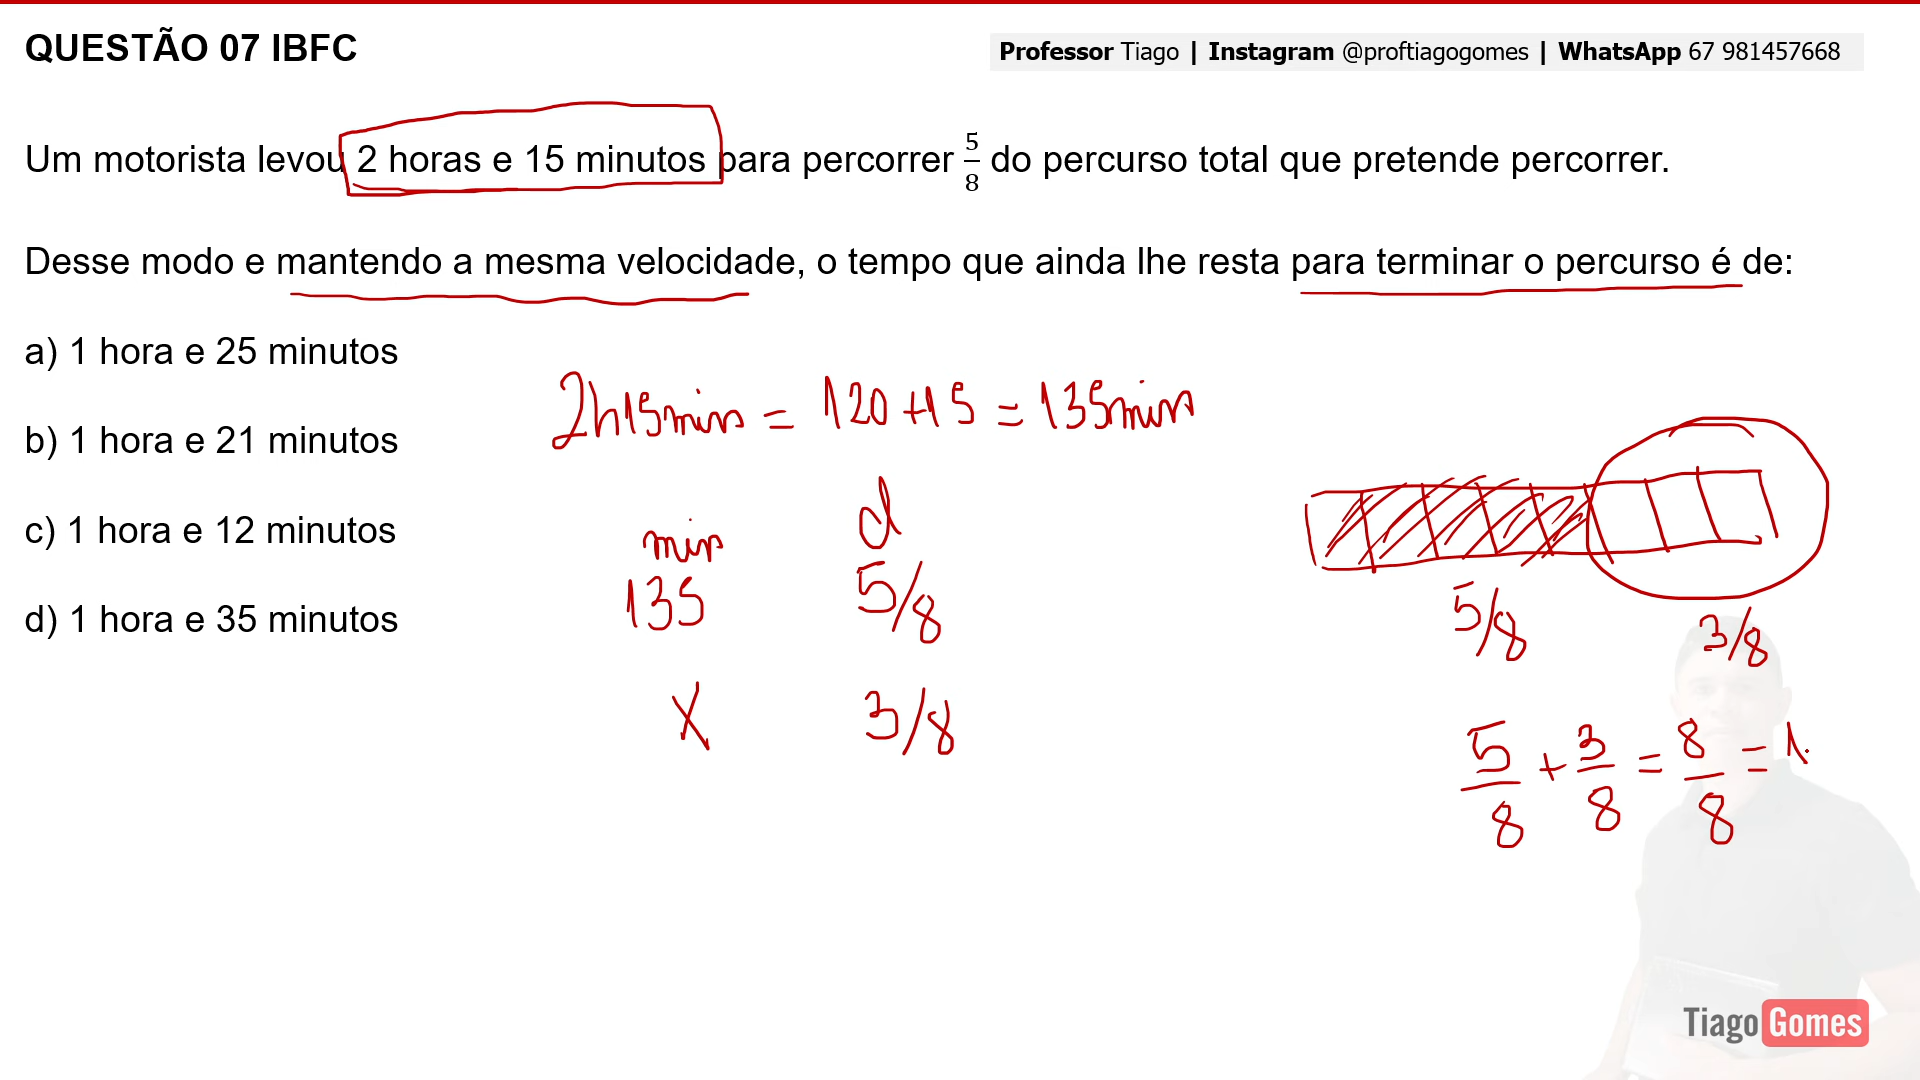 QUESTÃO 07 IBFC
Professor Tiago | Instagram @proftiagogomes | WhatsApp 67 981457668
Um motorista levou 2 horas e 15 minutos para percorrer 5/8 do percurso total que pretende percorrer.
Desse modo e mantendo a mesma velocidade, o tempo que ainda lhe resta para terminar o percurso é de:
a) 1 hora e 25 minutos
b) 1 hora e 21 minutos
c) 1 hora e 12 minutos
d) 1 hora e 35 minutos
2h15min = 120+15 = 135min
min d
135 5/8
x 3/8
5/8 3/8
5/8 + 3/8 = 8/8 = 1
Tiago Gomes